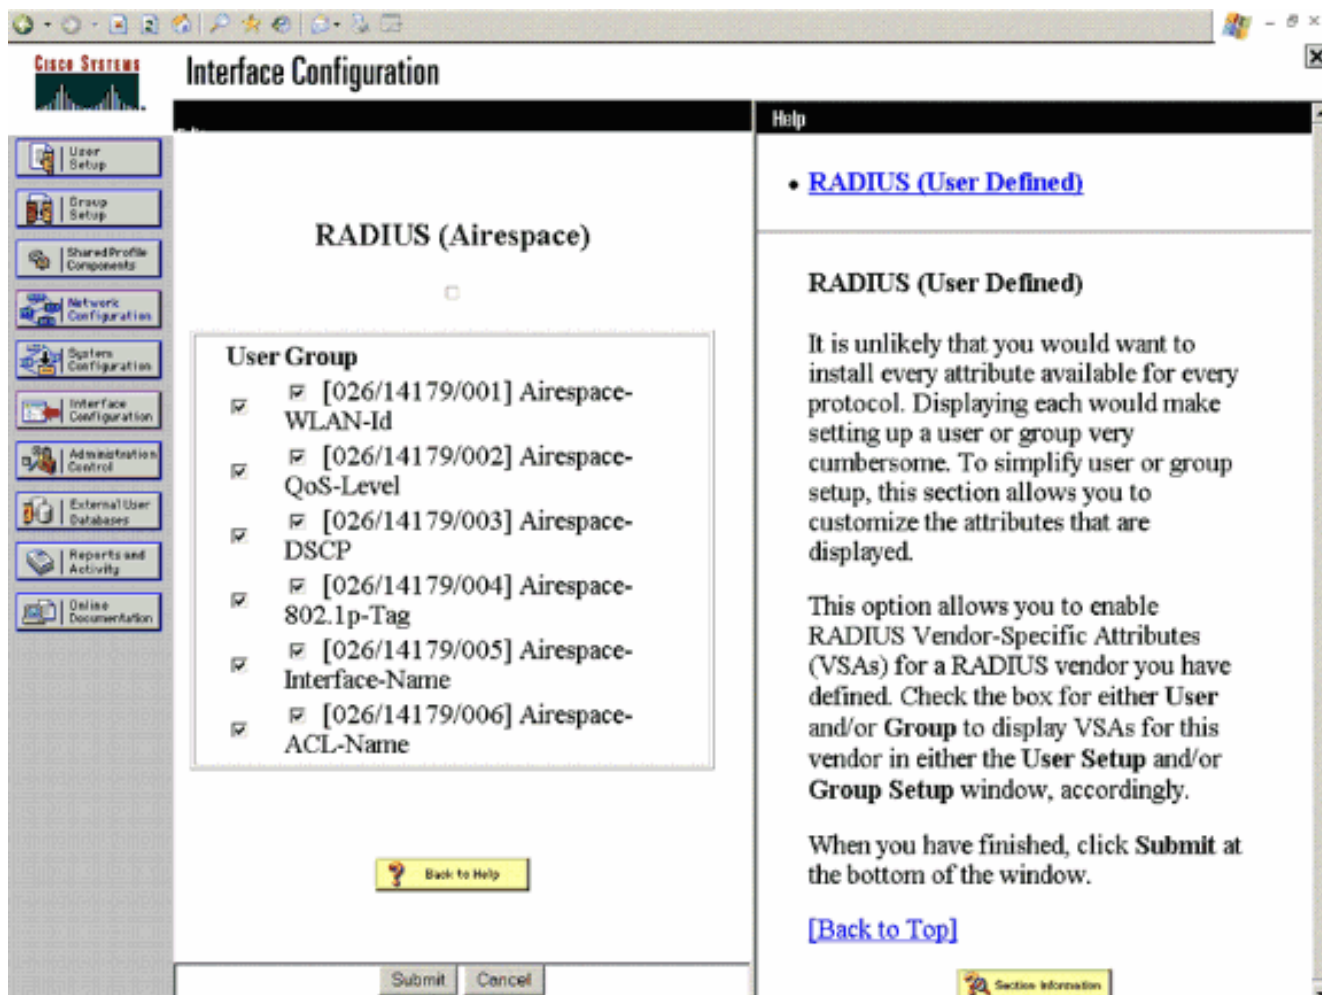 CISCO SYSTEMS
Interface Configuration
Help
User
Setup
Group
Setup
Shared Profile
Components
Network
Configuration
System
Configuration
Interface
Configuration
Administration
Control
External User
Databases
Reports and
Activity
Online
Documentation
RADIUS (Airespace)
User Group
[026/14179/001] Airespace-
WLAN-Id
[026/14179/002] Airespace-
QoS-Level
[026/14179/003] Airespace-
DSCP
[026/14179/004] Airespace-
802.1p-Tag
[026/14179/005] Airespace-
Interface-Name
[026/14179/006] Airespace-
ACL-Name
Back to Help
Submit
Cancel
RADIUS (User Defined)
RADIUS (User Defined)
It is unlikely that you would want to
install every attribute available for every
protocol. Displaying each would make
setting up a user or group very
cumbersome. To simplify user or group
setup, this section allows you to
customize the attributes that are
displayed.
This option allows you to enable
RADIUS Vendor-Specific Attributes
(VSAs) for a RADIUS vendor you have
defined. Check the box for either User
and/or Group to display VSAs for this
vendor in either the User Setup and/or
Group Setup window, accordingly.
When you have finished, click Submit at
the bottom of the window.
[Back to Top]
Section Information